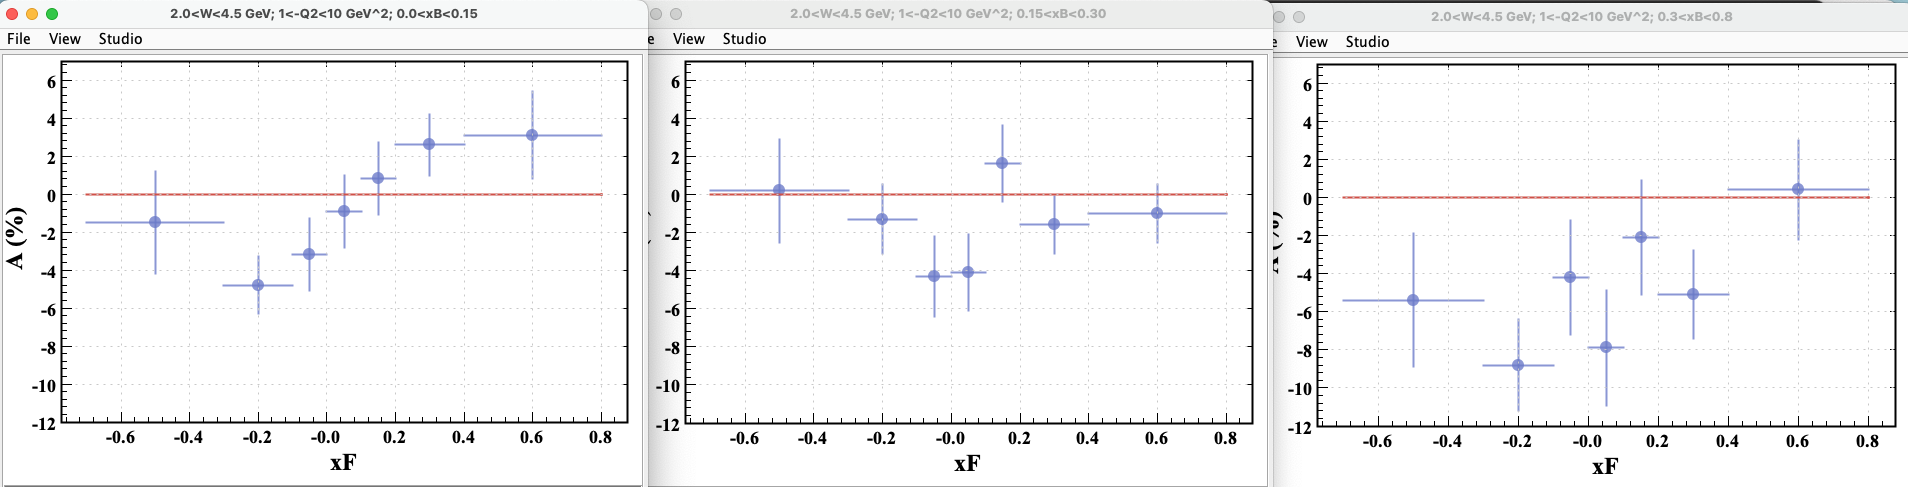 2.0<W<4.5 GeV; 1<-Q2<10 GeV^2; 0.0<xB<0.15
File View Studio
6
4
2
0
-2
-4
-6
-8
-10
-12
A (%)
-0.6 -0.4 -0.2 -0.0 0.2 0.4 0.6 0.8
xF
2.0<W<4.5 GeV; 1<-Q2<10 GeV^2; 0.15<xB<0.30
e View Studio
6
4
2
0
-2
-4
-6
-8
-10
-12
-0.6 -0.4 -0.2 -0.0 0.2 0.4 0.6 0.8
xF
2.0<W<4.5 GeV; 1<-Q2<10 GeV^2; 0.3<xB<0.8
e View Studio
6
4
2
0
-2
-4
-6
-8
-10
-12
-0.6 -0.4 -0.2 -0.0 0.2 0.4 0.6 0.8
xF